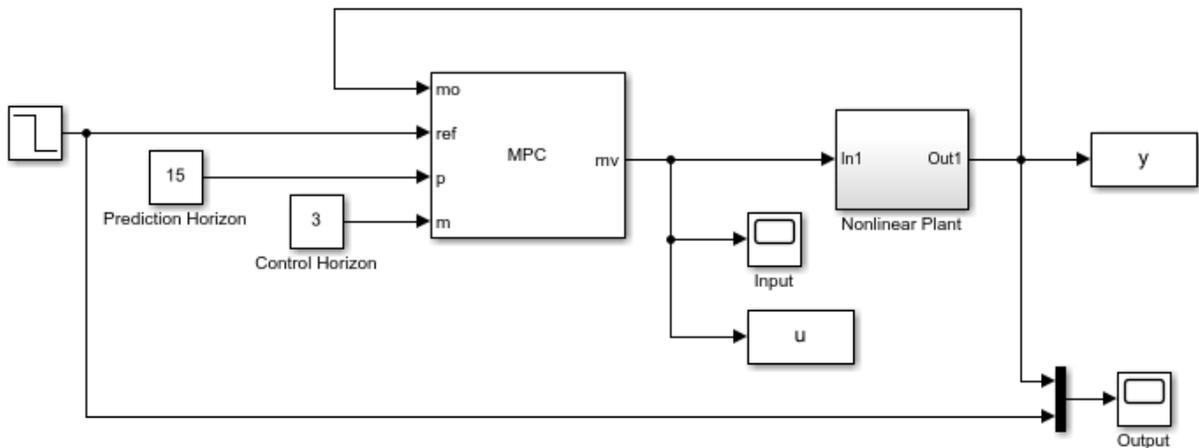 mo
ref
MPC
mv
p
m
15
Prediction Horizon
3
Control Horizon
In1
Out1
Nonlinear Plant
y
Input
u
Output